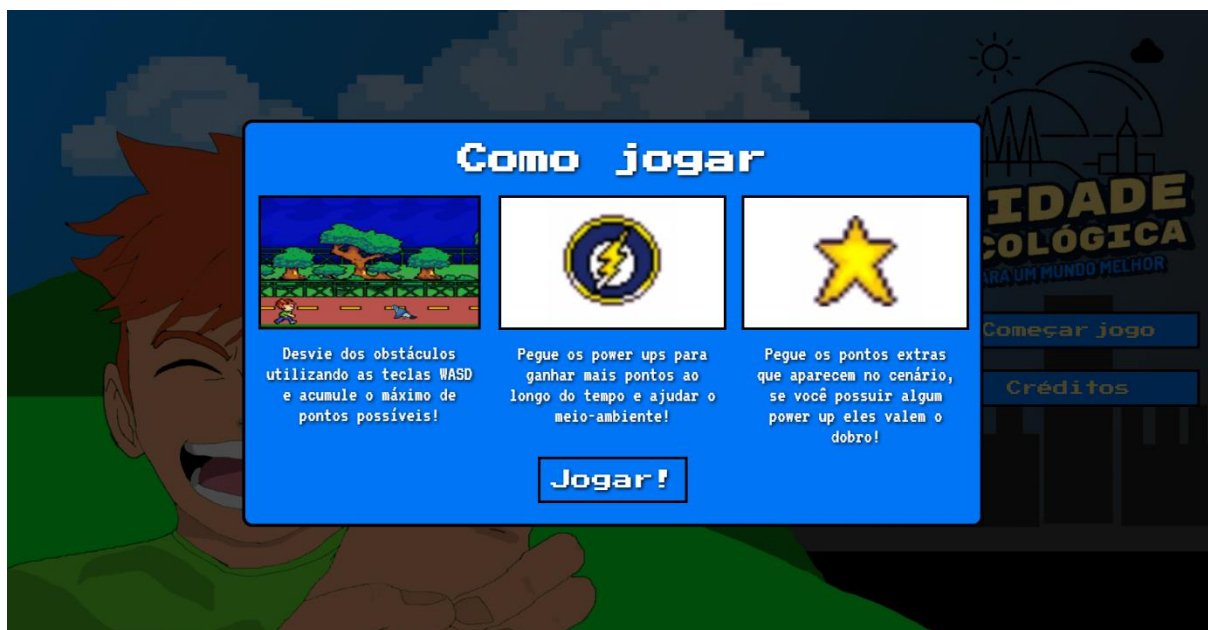 Como jogar
Desvie dos obstáculos
utilizando as teclas WASD
e acumule o máximo de
pontos possíveis!
Pegue os power ups para
ganhar mais pontos ao
longo do tempo e ajudar o
meio-ambiente!
Pegue os pontos extras
que aparecem no cenário,
se você possuir algum
power up eles valem o
dobro!
Jogar!
IDADE
COLÓGICA
ARA UM MUNDO MELHOR
Começar jogo
Créditos